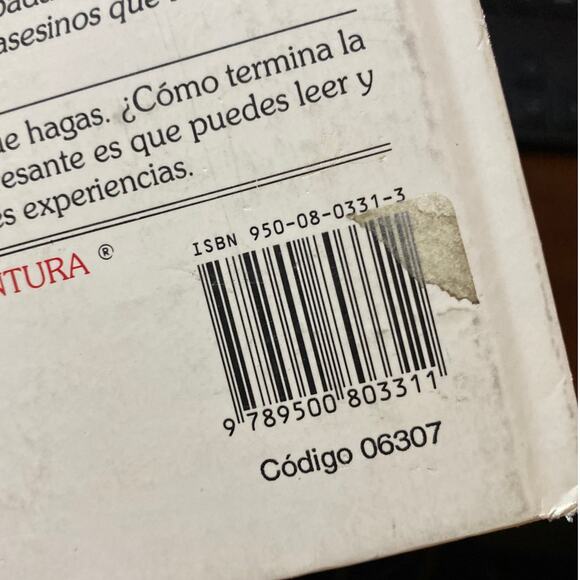 asesinos que
hagas. ¿Cómo termina la
esante es que puedes leer y
s experiencias.
NTURA ®
ISBN 950-08-0331-3
9 789500 803311
Código 06307